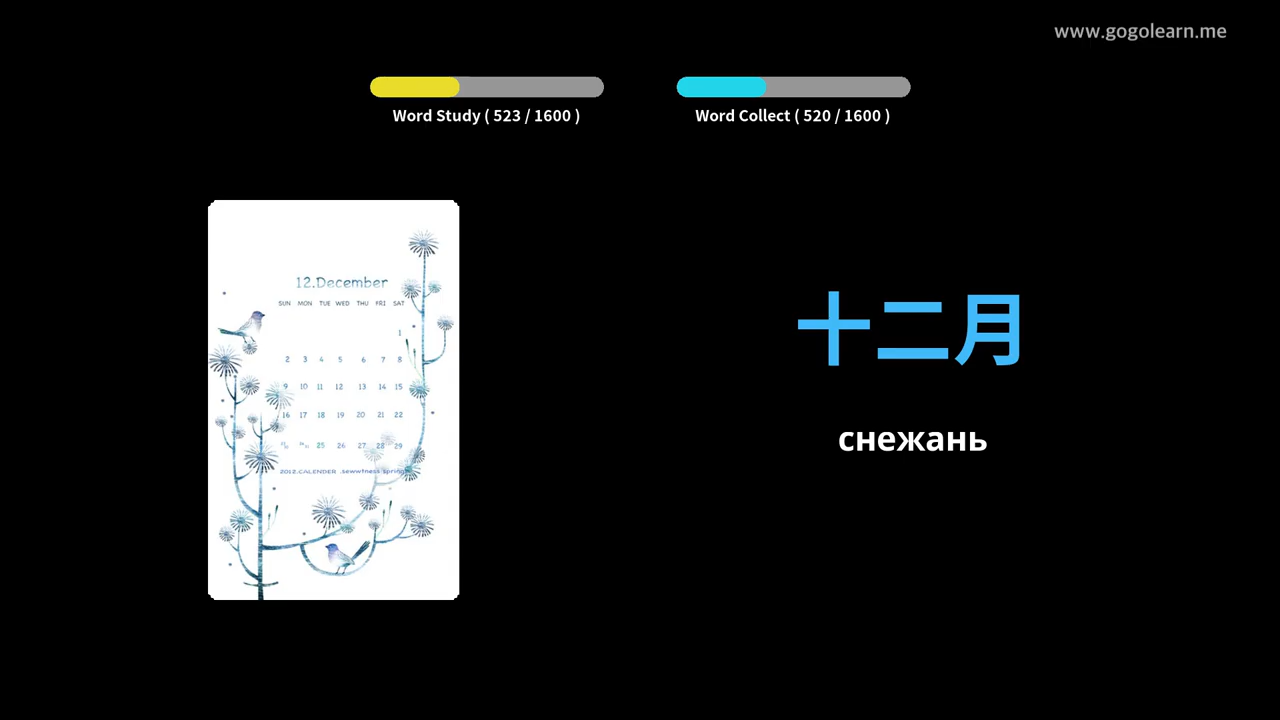 www.gogolearn.me
Word Study ( 523 / 1600 )
Word Collect ( 520 / 1600 )
12.December
SUN MON TUE WED THU FRI SAT
1
2 3 4 5 6 7 8
9 10 11 12 13 14 15
16 17 18 19 20 21 22
25 26 27 28 29
2012.CALENDER
十二月
снежань